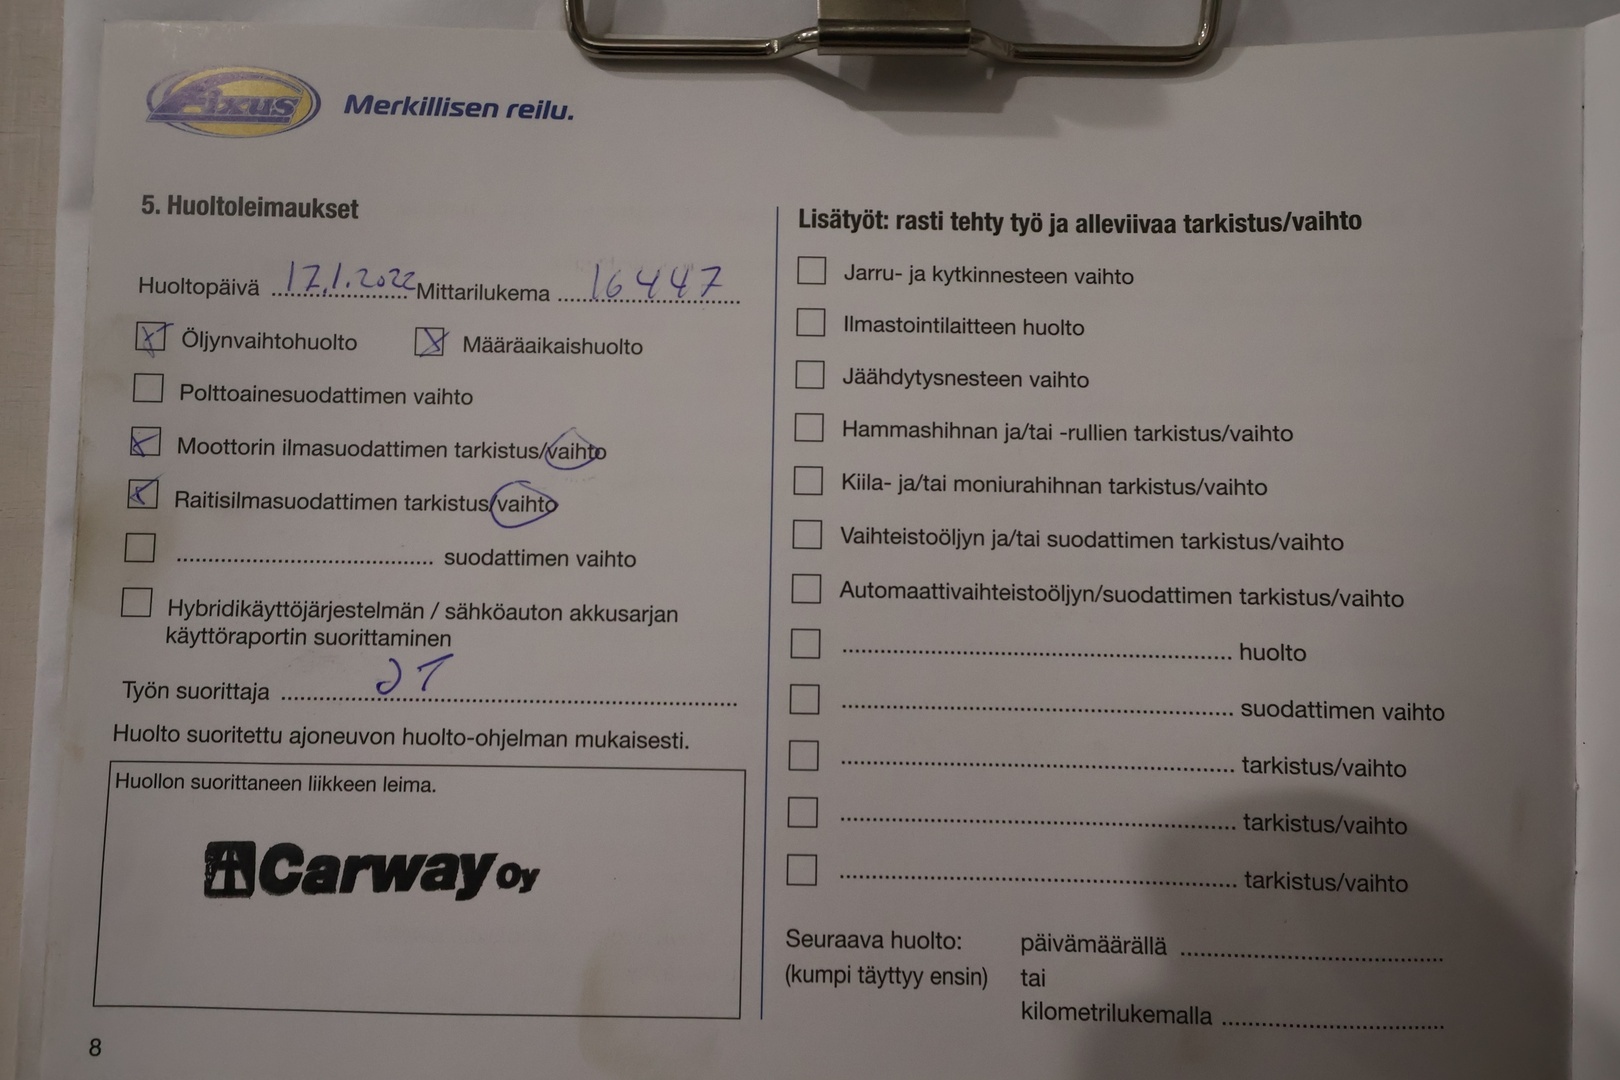 Fixus Merkillisen reilu.
5. Huoltoleimaukset
Huoltopäivä 17.1.2022 Mittarilukema 16447
Öljynvaihtohuolto Määräaikaishuolto
Polttoainesuodattimen vaihto
Moottorin ilmasuodattimen tarkistus/vaihto
Raitisilmasuodattimen tarkistus/vaihto
suodattimen vaihto
Hybridikäyttöjärjestelmän / sähköauton akkusarjan
käyttöraportin suorittaminen
Työn suorittaja
Huolto suoritettu ajoneuvon huolto-ohjelman mukaisesti.
Huollon suorittaneen liikkeen leima.
Carway Oy
8
Lisätyöt: rasti tehty työ ja alleviivaa tarkistus/vaihto
Jarru- ja kytkinnesteen vaihto
Ilmastointilaitteen huolto
Jäähdytysnesteen vaihto
Hammashihnan ja/tai -rullien tarkistus/vaihto
Kiila- ja/tai moniurahihnan tarkistus/vaihto
Vaihteistoöljyn ja/tai suodattimen tarkistus/vaihto
Automaattivaihteistoöljyn/suodattimen tarkistus/vaihto
huolto
suodattimen vaihto
tarkistus/vaihto
tarkistus/vaihto
tarkistus/vaihto
Seuraava huolto: päivämäärällä
(kumpi täyttyy ensin) tai
kilometrilukemalla